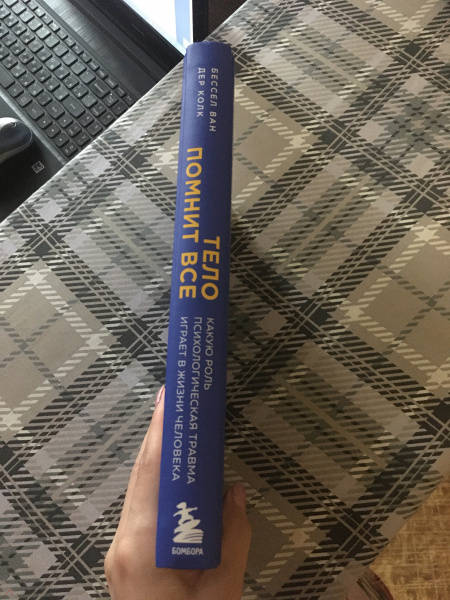 БЕССЕЛ ВАН
ДЕР КОЛК
ТЕЛО
ПОМНИТ ВСЕ
КАКУЮ РОЛЬ
ПСИХОЛОГИЧЕСКАЯ ТРАВМА
ИГРАЕТ В ЖИЗНИ ЧЕЛОВЕКА
БОМБОРА